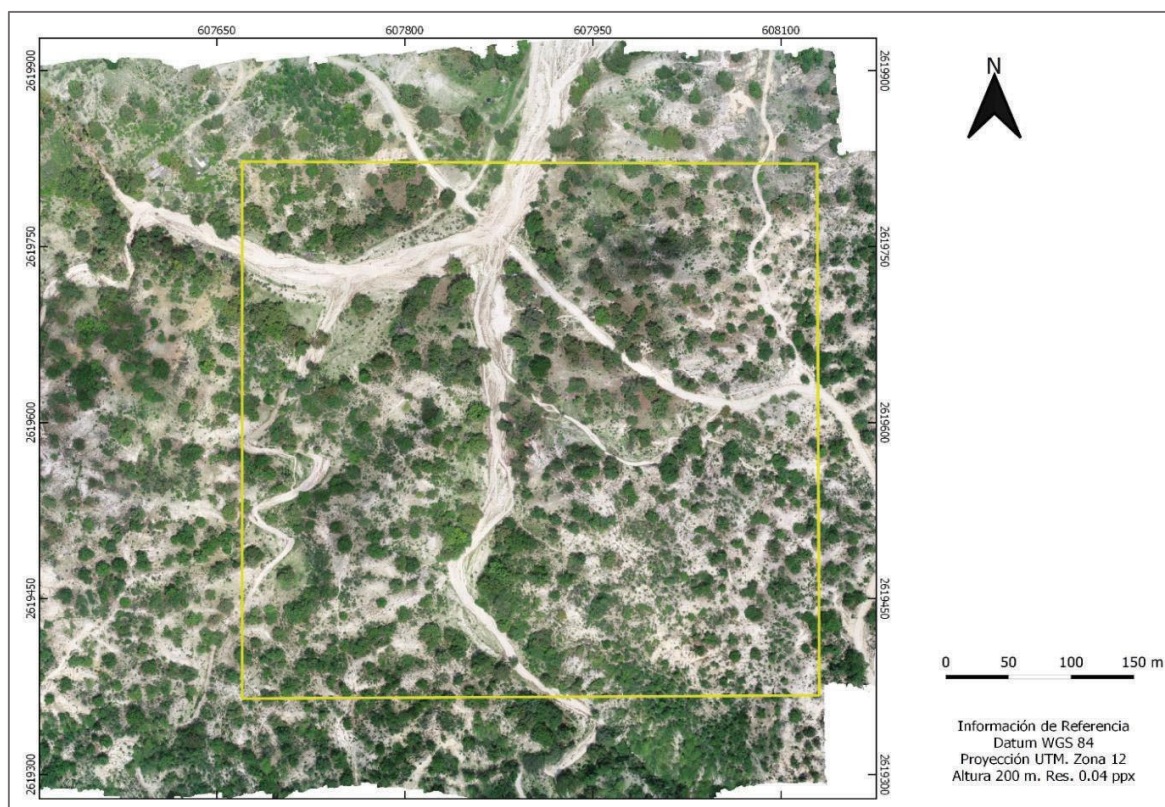 607650 607800 607950 608100
2619900 2619900
N
2619750 2619750
2619600 2619600
2619450 2619450
0 50 100 150 m
Información de Referencia
Datum WGS 84
Proyección UTM. Zona 12
Altura 200 m. Res. 0.04 ppx
2619300 2619300